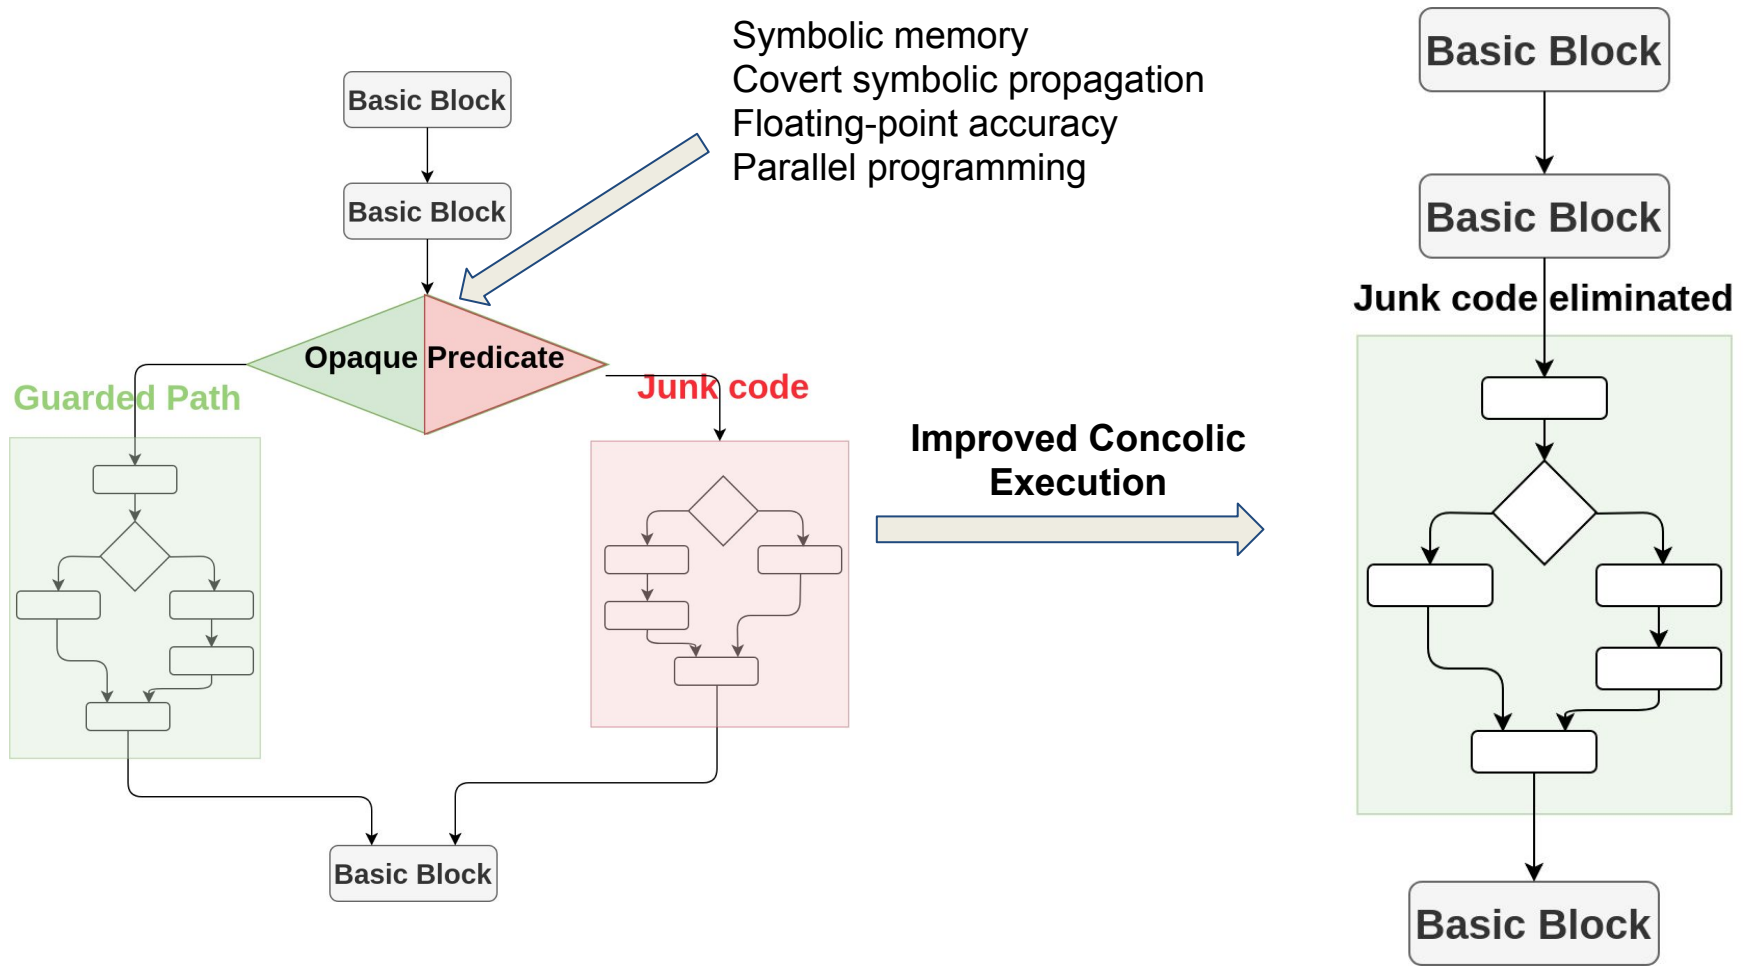 Symbolic memory
Covert symbolic propagation
Floating-point accuracy
Parallel programming
Basic Block
Basic Block
Opaque Predicate
Guarded Path
Junk code
Basic Block
Improved Concolic
Execution
Basic Block
Basic Block
Junk code eliminated
Basic Block